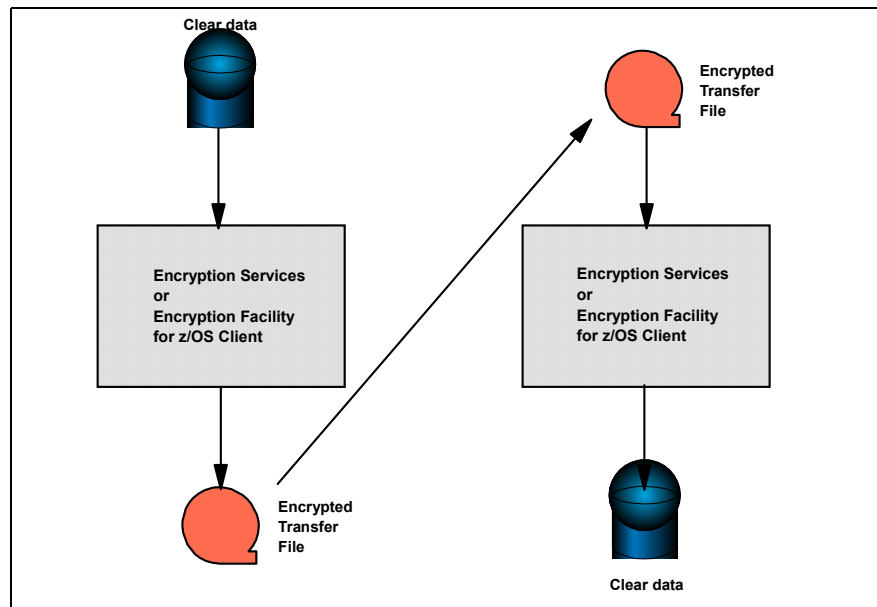 Clear data
Encryption Services
or
Encryption Facility
for z/OS Client
Encrypted
Transfer
File
Encrypted
Transfer
File
Encryption Services
or
Encryption Facility
for z/OS Client
Clear data